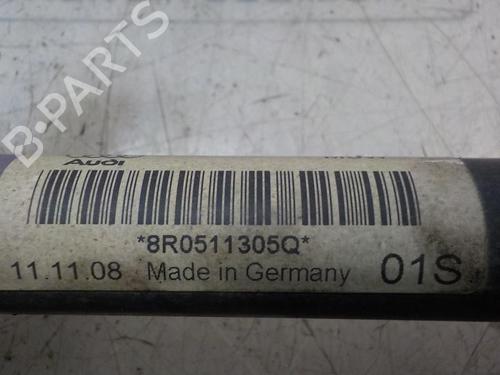 B-PARTS
Audi
*8R0511305Q*
11.11.08 Made in Germany 01S